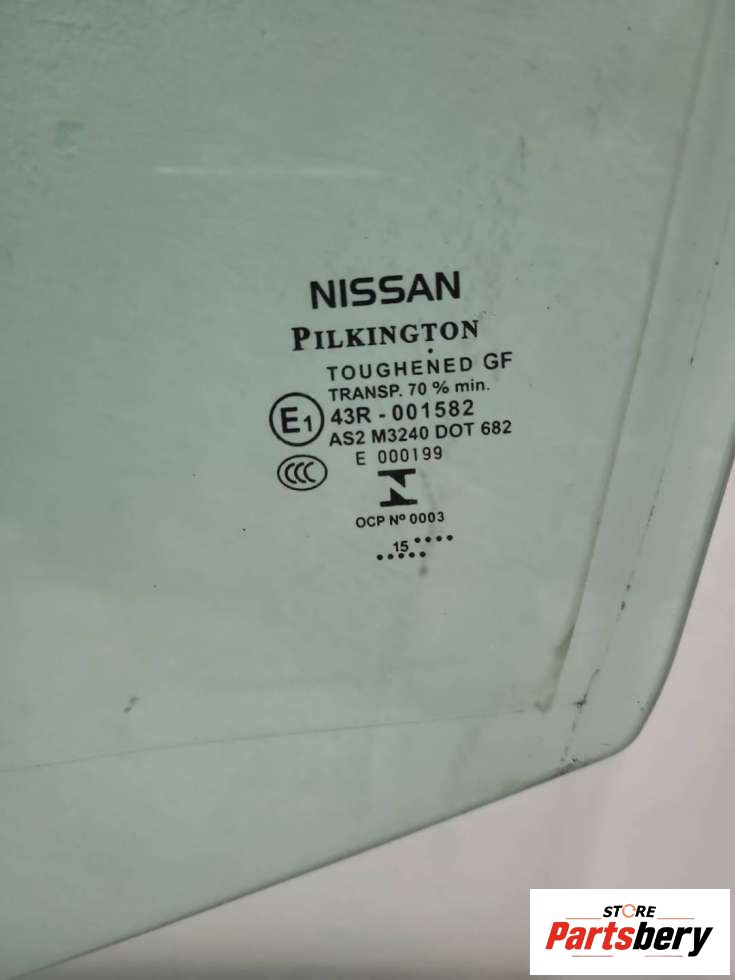 NISSAN
PILKINGTON
TOUGHENED GF
TRANSP. 70 % min.
E1 43R - 001582
AS2 M3240 DOT 682
E 000199
CCC
OCP Nº 0003
15
STORE
Partsbery